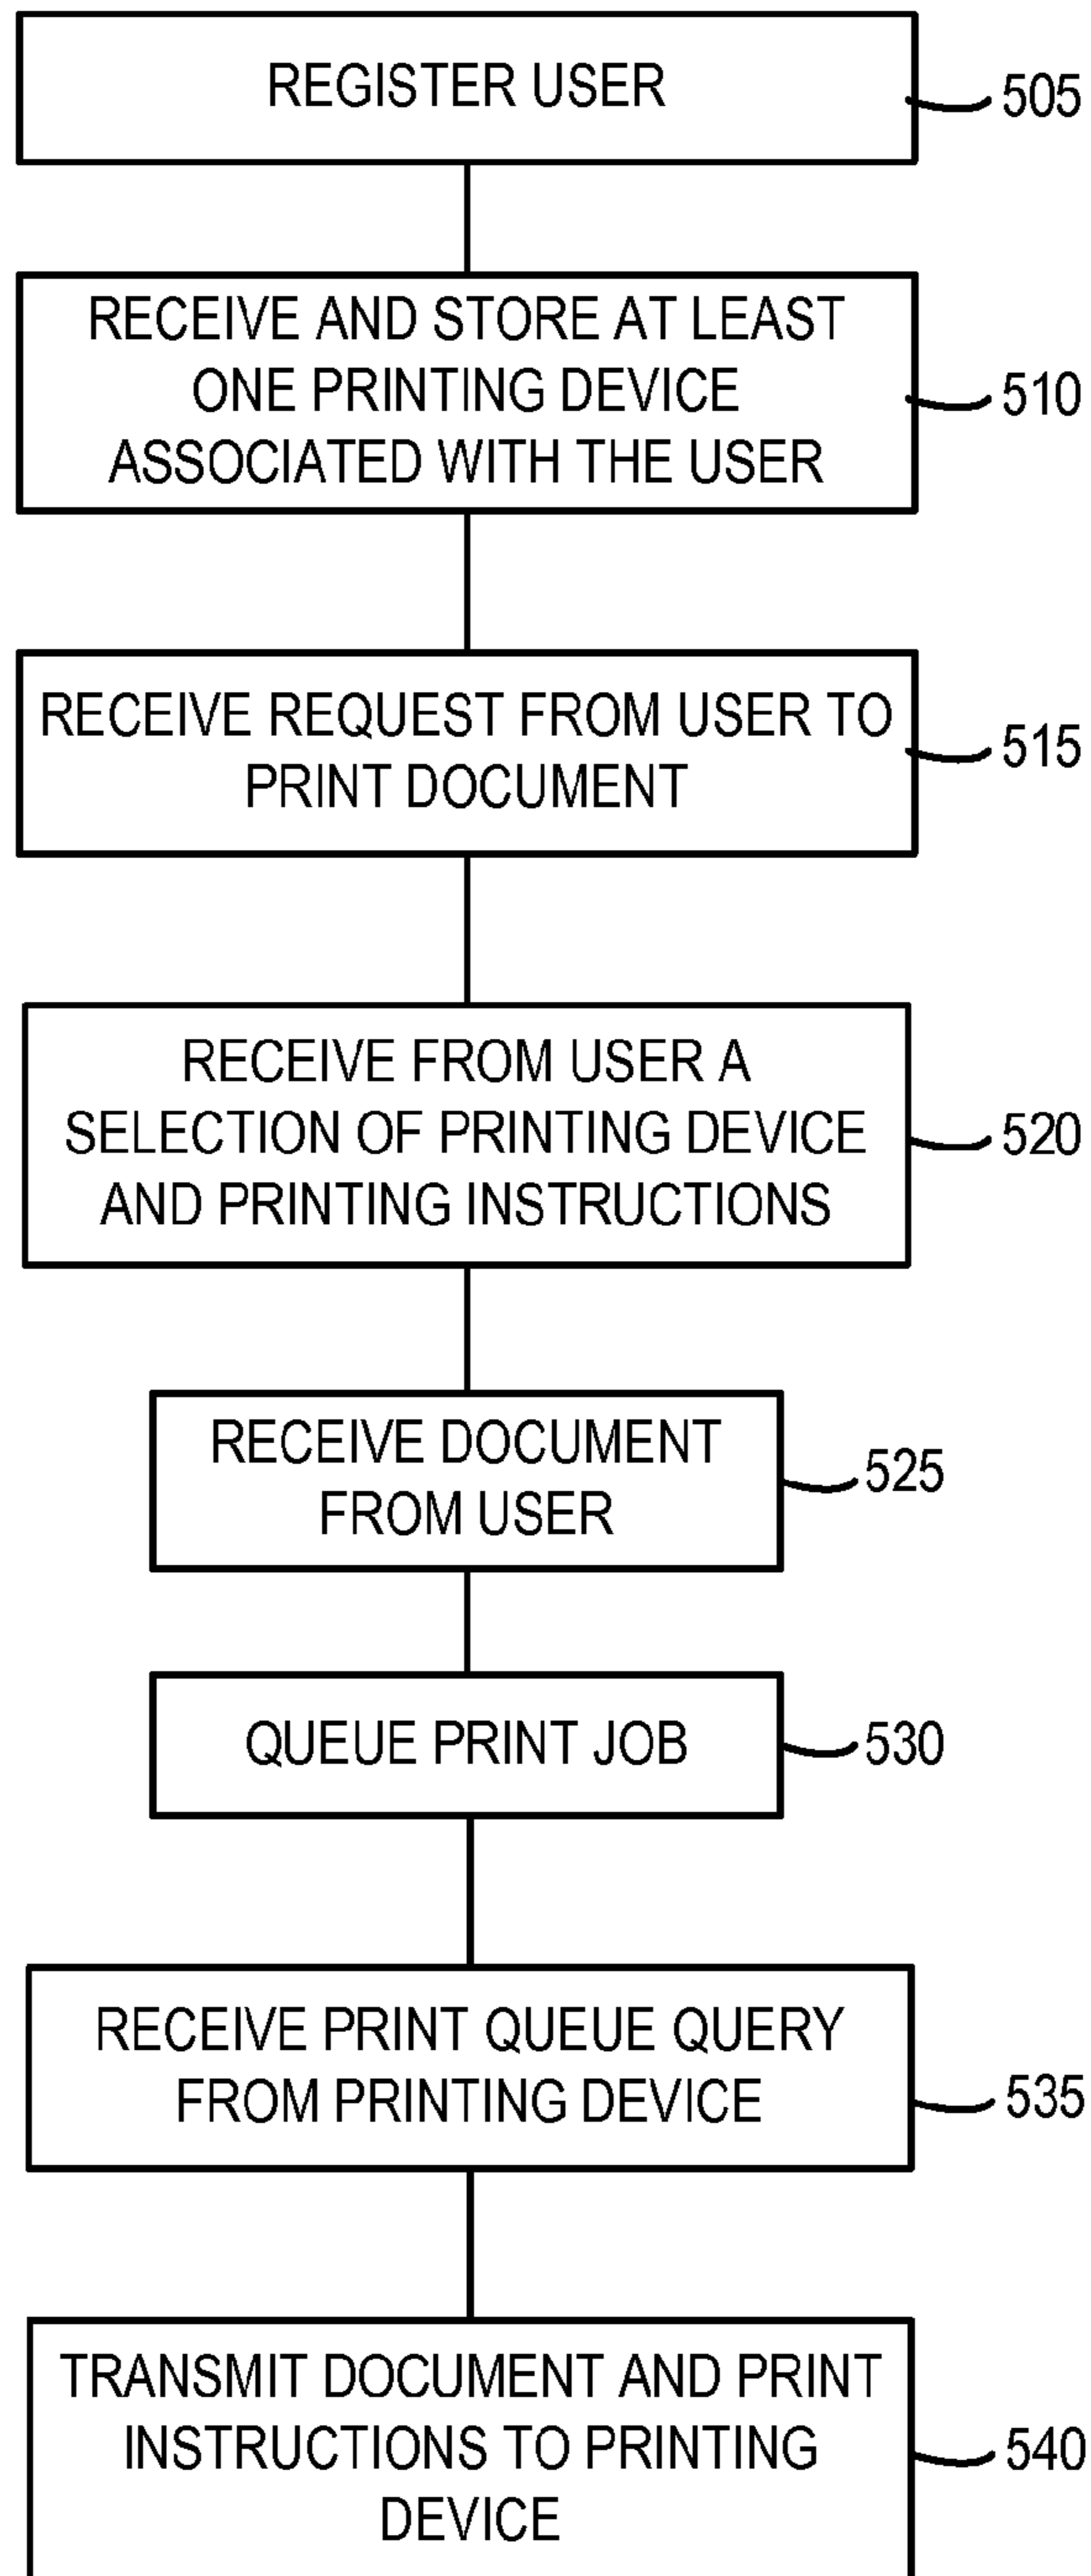 REGISTER USER
505
RECEIVE AND STORE AT LEAST
ONE PRINTING DEVICE
ASSOCIATED WITH THE USER
510
RECEIVE REQUEST FROM USER TO
PRINT DOCUMENT
515
RECEIVE FROM USER A
SELECTION OF PRINTING DEVICE
AND PRINTING INSTRUCTIONS
520
RECEIVE DOCUMENT
FROM USER
525
QUEUE PRINT JOB
530
RECEIVE PRINT QUEUE QUERY
FROM PRINTING DEVICE
535
TRANSMIT DOCUMENT AND PRINT
INSTRUCTIONS TO PRINTING
DEVICE
540